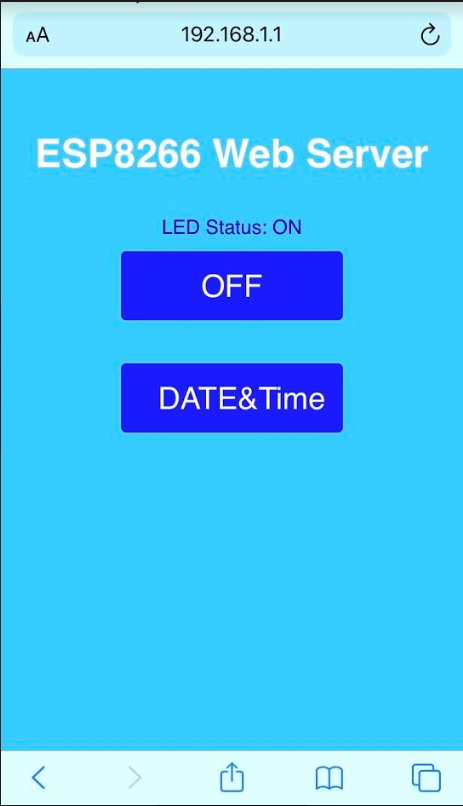 AA
192.168.1.1
ESP8266 Web Server
LED Status: ON
OFF
DATE&Time